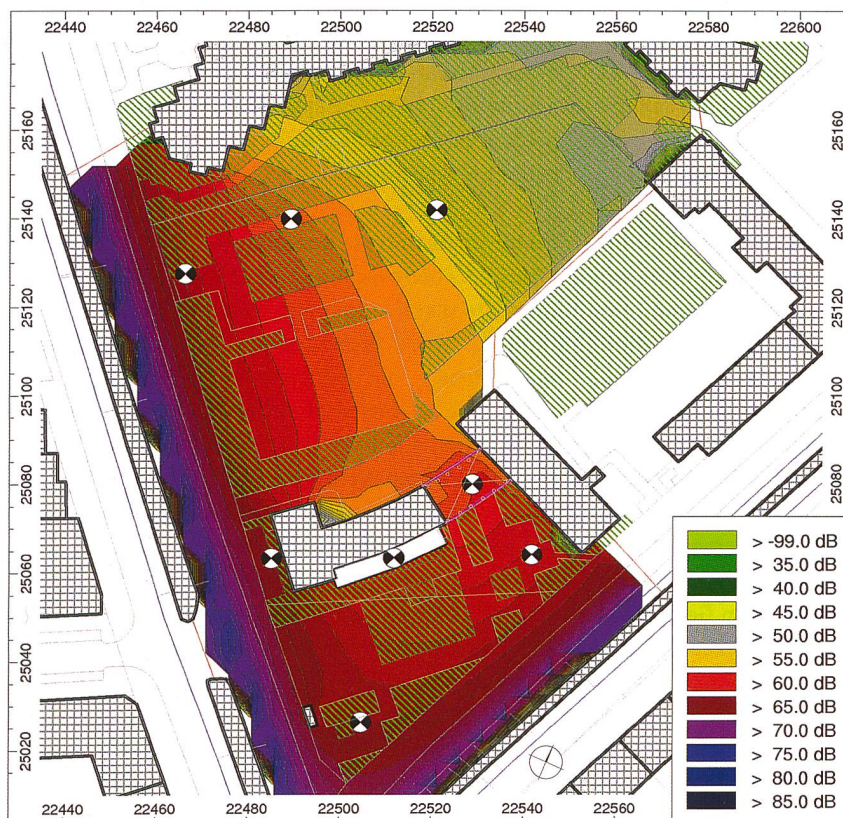 22440 22460 22480 22500 22520 22540 22560 22580 22600
25160 25160
25140 25140
25120 25120
25100 25100
25080 25080
25060
25040
25020
> -99.0 dB
> 35.0 dB
> 40.0 dB
> 45.0 dB
> 50.0 dB
> 55.0 dB
> 60.0 dB
> 65.0 dB
> 70.0 dB
> 75.0 dB
> 80.0 dB
> 85.0 dB
22440 22460 22480 22500 22520 22540 22560